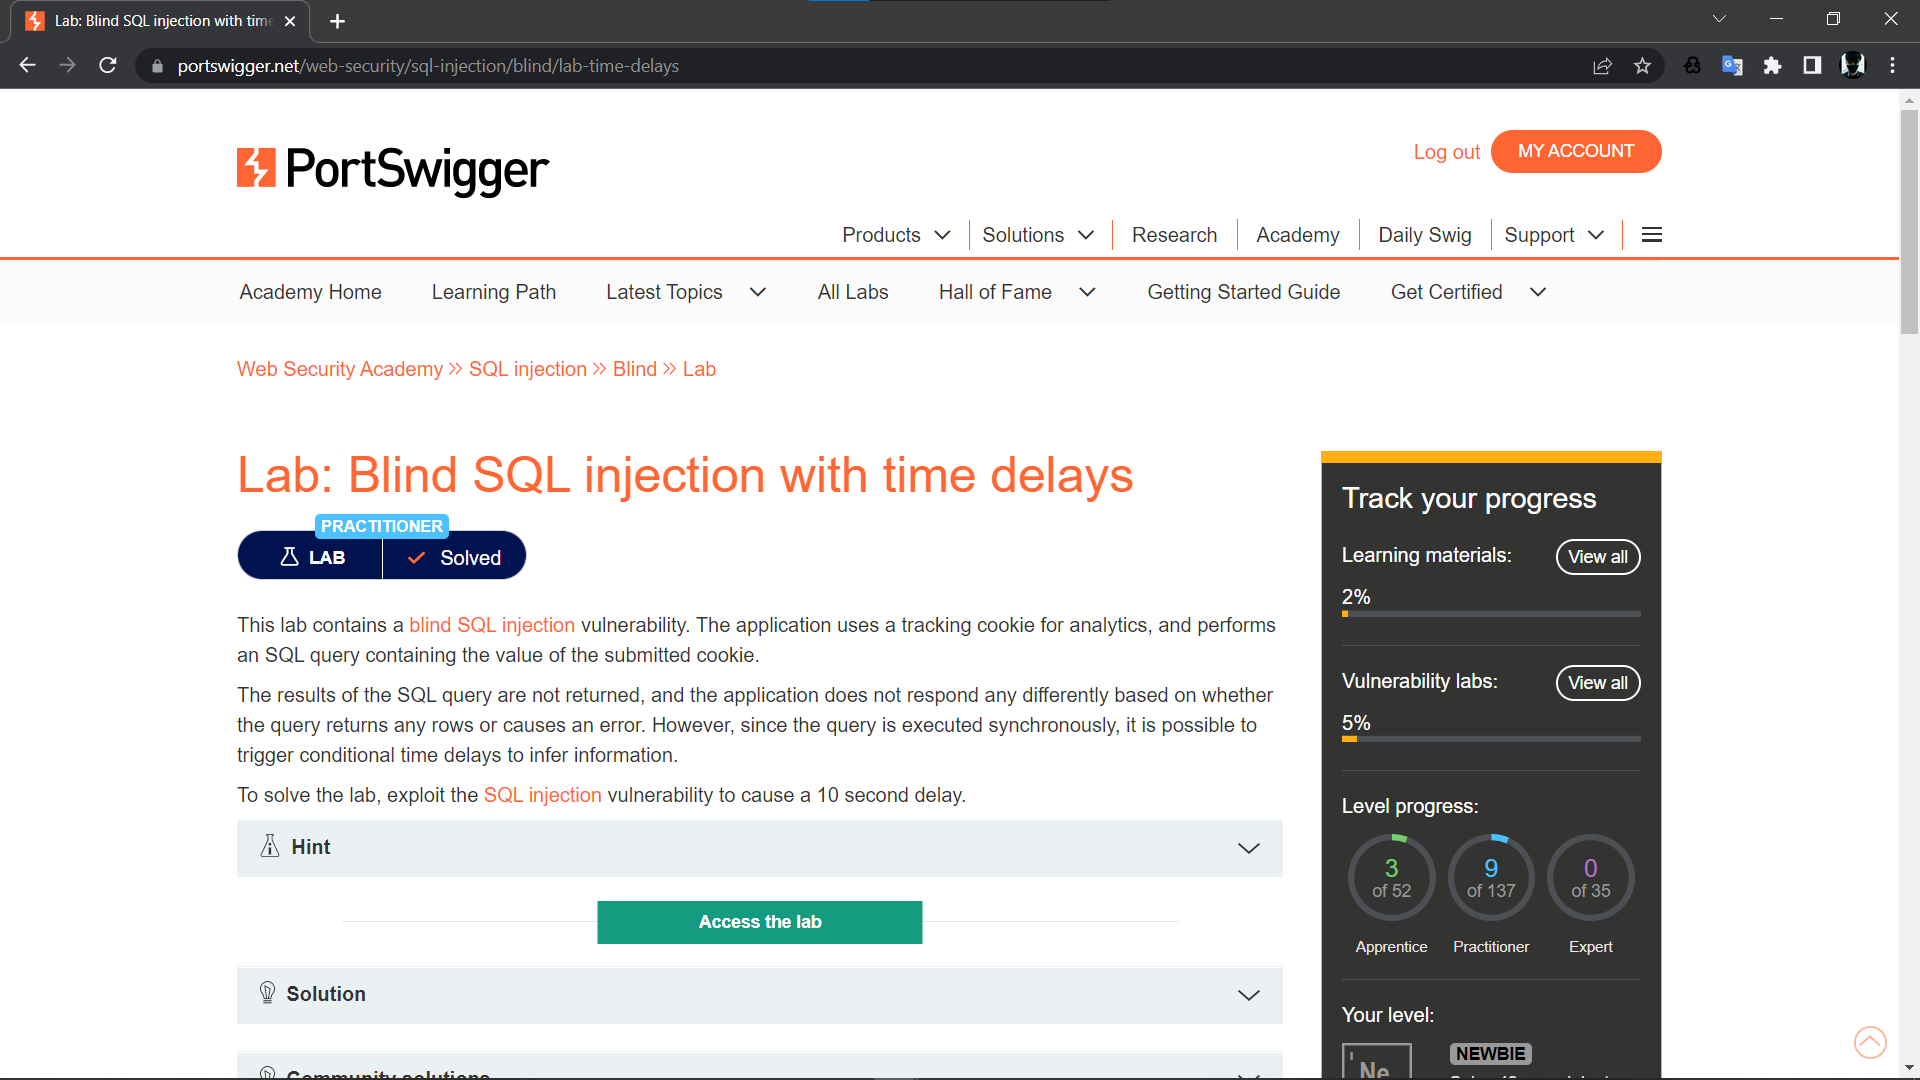 Lab: Blind SQL injection with time
portswigger.net/web-security/sql-injection/blind/lab-time-delays
PortSwigger
Log out
MY ACCOUNT
Products
Solutions
Research
Academy
Daily Swig
Support
Academy Home
Learning Path
Latest Topics
All Labs
Hall of Fame
Getting Started Guide
Get Certified
Web Security Academy » SQL injection » Blind » Lab
Lab: Blind SQL injection with time delays
PRACTITIONER
LAB
Solved
This lab contains a blind SQL injection vulnerability. The application uses a tracking cookie for analytics, and performs
an SQL query containing the value of the submitted cookie.
The results of the SQL query are not returned, and the application does not respond any differently based on whether
the query returns any rows or causes an error. However, since the query is executed synchronously, it is possible to
trigger conditional time delays to infer information.
To solve the lab, exploit the SQL injection vulnerability to cause a 10 second delay.
Hint
Access the lab
Solution
Community solutions
Track your progress
Learning materials:
View all
2%
Vulnerability labs:
View all
5%
Level progress:
3
of 52
9
of 137
0
of 35
Apprentice
Practitioner
Expert
Your level:
Ne
NEWBIE